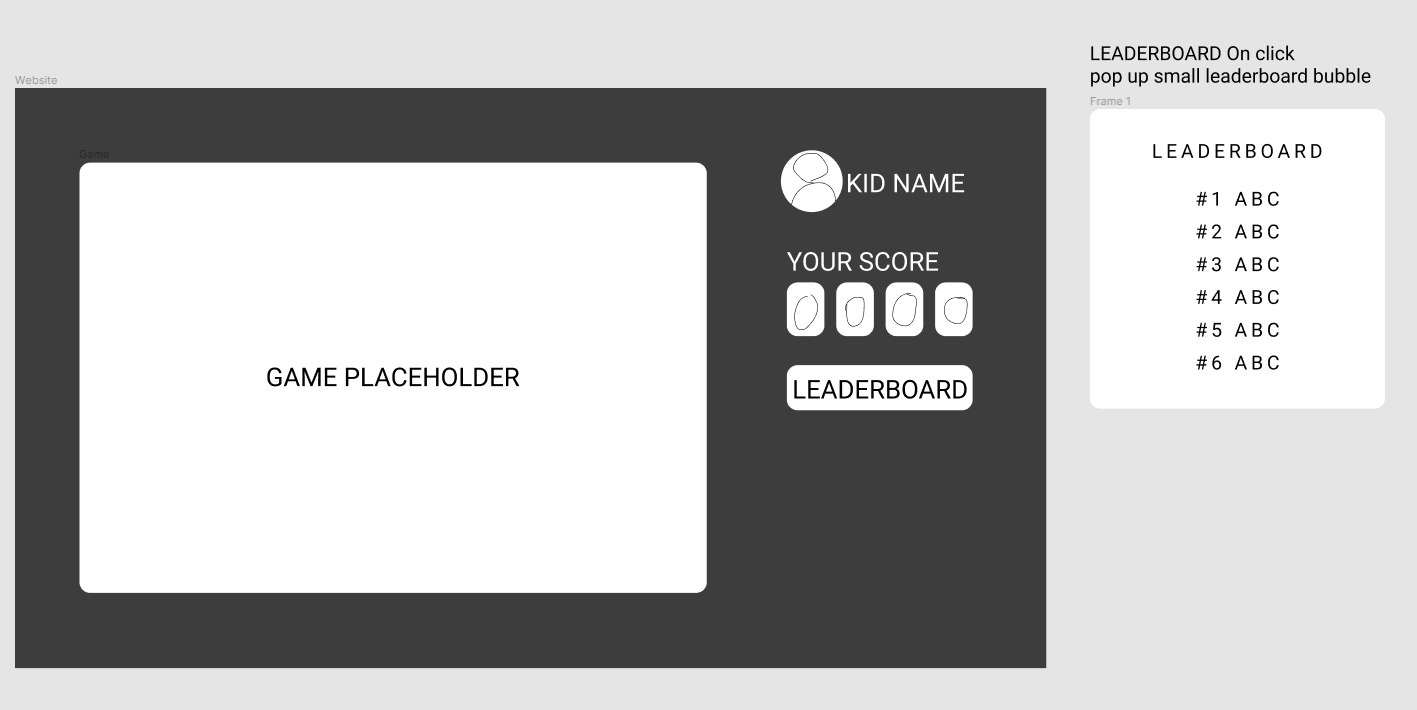 LEADERBOARD On click
pop up small leaderboard bubble
Website
Frame 1
Game
LEADERBOARD
KID NAME
#1 ABC
#2 ABC
YOUR SCORE
#3 ABC
#4 ABC
0 0 0 0
#5 ABC
#6 ABC
GAME PLACEHOLDER
LEADERBOARD